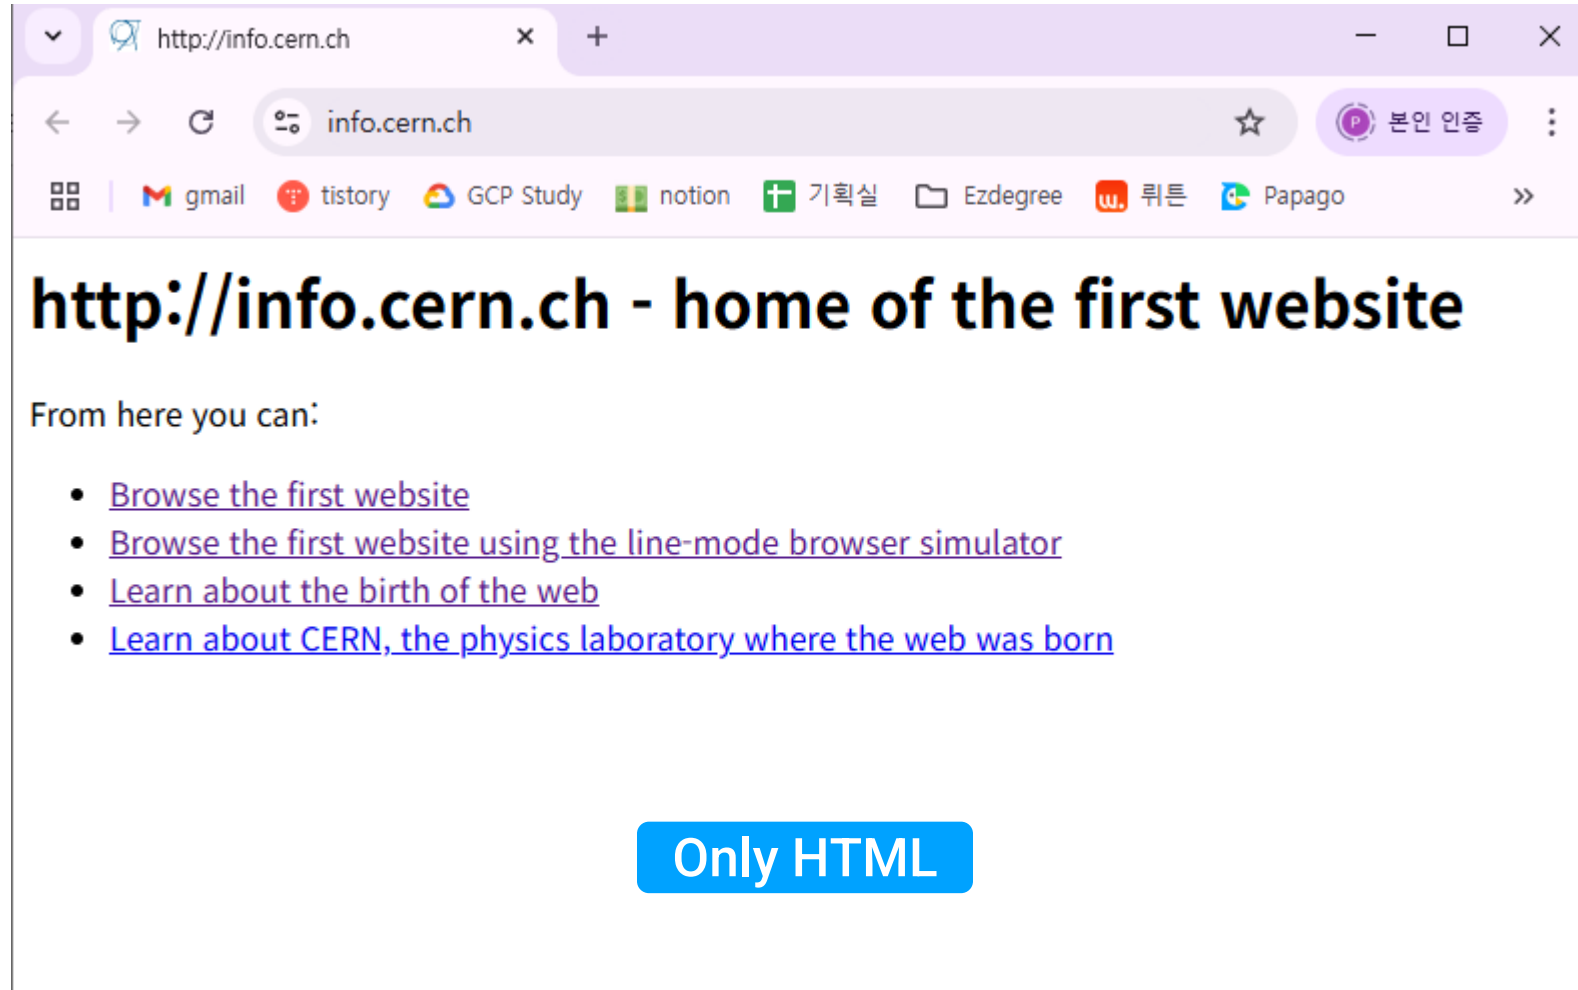 http://info.cern.ch
info.cern.ch
본인 인증
gmail tistory GCP Study notion 기획실 Ezdegree w. 뤼튼 Papago
http://info.cern.ch - home of the first website
From here you can:
Browse the first website
Browse the first website using the line-mode browser simulator
Learn about the birth of the web
Learn about CERN, the physics laboratory where the web was born
Only HTML